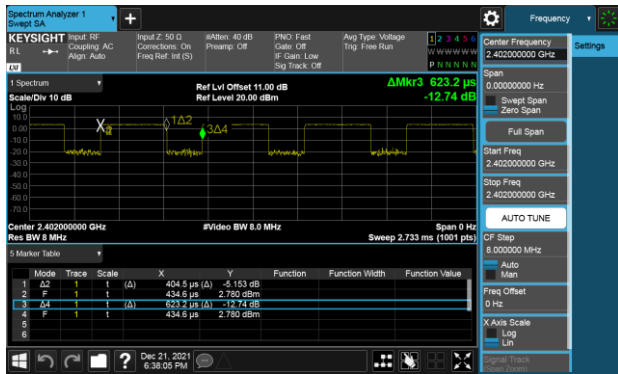 Spectrum Analyzer 1
Swept SA
+
Frequency
KEYSIGHT Input: RF Input Z: 50 Ω #Atten: 40 dB PNO: Fast Avg Type: Voltage 1 2 3 4 5 6
RL Coupling: AC Corrections: On Preamp: Off Gate: Off Trig: Free Run W W W W W W
Align: Auto Freq Ref: Int (S) IF Gain: Low P N N N N N
LXI Sig Track: Off
1 Spectrum
Scale/Div 10 dB
Ref Lvl Offset 11.00 dB
Ref Level 20.00 dBm
ΔMkr3 623.2 µs
-12.74 dB
Log
10.0
0.00
-10.0
-20.0
-30.0
-40.0
-50.0
-60.0
-70.0
X
1Δ2
3Δ4
Center 2.402000000 GHz #Video BW 8.0 MHz Span 0 Hz
Res BW 8 MHz Sweep 2.733 ms (1001 pts)
5 Marker Table
Mode Trace Scale X Y Function Function Width Function Value
1 Δ2 1 t (Δ) 404.5 µs (Δ) -5.153 dB
2 F 1 t 434.6 µs 2.780 dBm
3 Δ4 1 t (Δ) 623.2 µs (Δ) -12.74 dB
4 F 1 t 434.6 µs 2.780 dBm
5
6
Center Frequency
2.402000000 GHz
Settings
Span
0.00000000 Hz
Swept Span
Zero Span
Full Span
Start Freq
2.402000000 GHz
Stop Freq
2.402000000 GHz
AUTO TUNE
CF Step
8.000000 MHz
Auto
Man
Freq Offset
0 Hz
X Axis Scale
Log
Lin
Signal Track
(Span Zoom)
?
Dec 21, 2021
6:38:05 PM